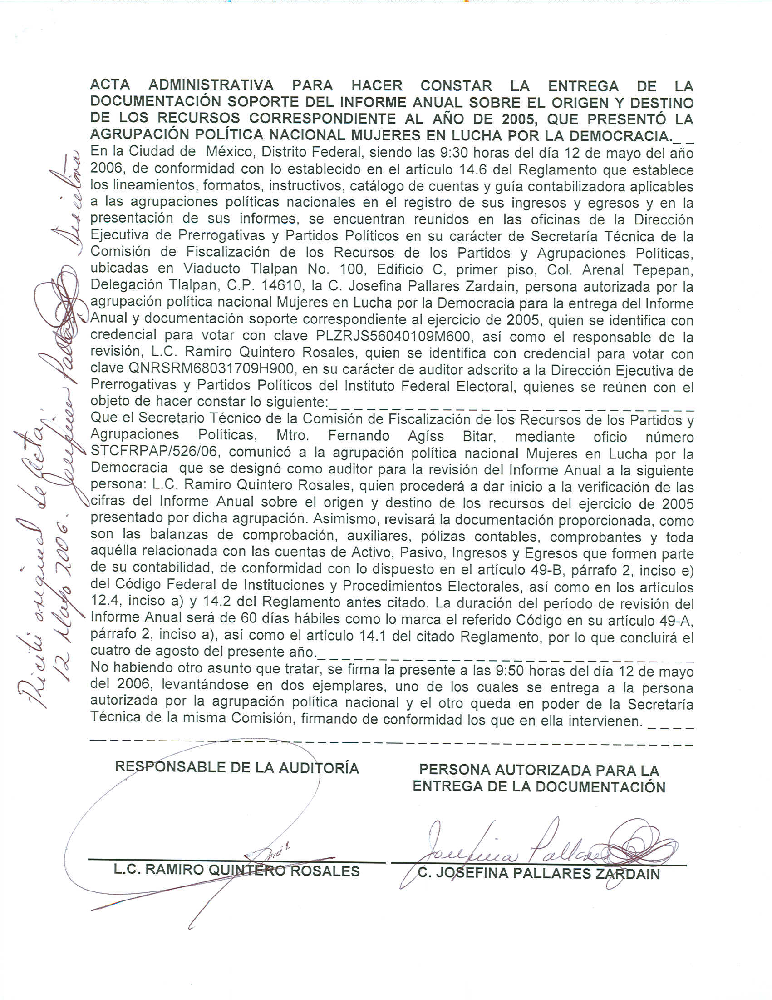 ACTA ADMINISTRATIVA PARA HACER CONSTAR LA ENTREGA DE LA
DOCUMENTACIÓN SOPORTE DEL INFORME ANUAL SOBRE EL ORIGEN Y DESTINO
DE LOS RECURSOS CORRESPONDIENTE AL AÑO DE 2005, QUE PRESENTÓ LA
AGRUPACIÓN POLÍTICA NACIONAL MUJERES EN LUCHA POR LA DEMOCRACIA._ _
En la Ciudad de México, Distrito Federal, siendo las 9:30 horas del día 12 de mayo del año
2006, de conformidad con lo establecido en el artículo 14.6 del Reglamento que establece
los lineamientos, formatos, instructivos, catálogo de cuentas y guía contabilizadora aplicables
a las agrupaciones políticas nacionales en el registro de sus ingresos y egresos y en la
presentación de sus informes, se encuentran reunidos en las oficinas de la Dirección
Ejecutiva de Prerrogativas y Partidos Políticos en su carácter de Secretaría Técnica de la
Comisión de Fiscalización de los Recursos de los Partidos y Agrupaciones Políticas,
ubicadas en Viaducto Tlalpan No. 100, Edificio C, primer piso, Col. Arenal Tepepan,
Delegación Tlalpan, C.P. 14610, la C. Josefina Pallares Zardain, persona autorizada por la
agrupación política nacional Mujeres en Lucha por la Democracia para la entrega del Informe
Anual y documentación soporte correspondiente al ejercicio de 2005, quien se identifica con
credencial para votar con clave PLZRJS56040109M600, así como el responsable de la
revisión, L.C. Ramiro Quintero Rosales, quien se identifica con credencial para votar con
clave QNRSRM68031709H900, en su carácter de auditor adscrito a la Dirección Ejecutiva de
Prerrogativas y Partidos Políticos del Instituto Federal Electoral, quienes se reúnen con el
objeto de hacer constar lo siguiente:_ _ _ _ _ _ _ _ _ _ _ _ _ _ _ _ _ _ _ _ _ _ _ _
Que el Secretario Técnico de la Comisión de Fiscalización de los Recursos de los Partidos y
Agrupaciones Políticas, Mtro. Fernando Agíss Bitar, mediante oficio número
STCFRPAP/526/06, comunicó a la agrupación política nacional Mujeres en Lucha por la
Democracia que se designó como auditor para la revisión del Informe Anual a la siguiente
persona: L.C. Ramiro Quintero Rosales, quien procederá a dar inicio a la verificación de las
cifras del Informe Anual sobre el origen y destino de los recursos del ejercicio de 2005
presentado por dicha agrupación. Asimismo, revisará la documentación proporcionada, como
son las balanzas de comprobación, auxiliares, pólizas contables, comprobantes y toda
aquélla relacionada con las cuentas de Activo, Pasivo, Ingresos y Egresos que formen parte
de su contabilidad, de conformidad con lo dispuesto en el artículo 49-B, párrafo 2, inciso e)
del Código Federal de Instituciones y Procedimientos Electorales, así como en los artículos
12.4, inciso a) y 14.2 del Reglamento antes citado. La duración del período de revisión del
Informe Anual será de 60 días hábiles como lo marca el referido Código en su artículo 49-A,
párrafo 2, inciso a), así como el artículo 14.1 del citado Reglamento, por lo que concluirá el
cuatro de agosto del presente año._ _ _ _ _ _ _ _ _ _ _ _ _ _ _ _ _ _ _ _ _ _ _ _ _
No habiendo otro asunto que tratar, se firma la presente a las 9:50 horas del día 12 de mayo
del 2006, levantándose en dos ejemplares, uno de los cuales se entrega a la persona
autorizada por la agrupación política nacional y el otro queda en poder de la Secretaría
Técnica de la misma Comisión, firmando de conformidad los que en ella intervienen. _ _ _ _
RESPONSABLE DE LA AUDITORÍA
PERSONA AUTORIZADA PARA LA
ENTREGA DE LA DOCUMENTACIÓN
Josefina Pallares
L.C. RAMIRO QUINTERO ROSALES
C. JOSEFINA PALLARES ZARDAIN
Recibí original de Acta.
12 Mayo 2006. Josefina Pallares